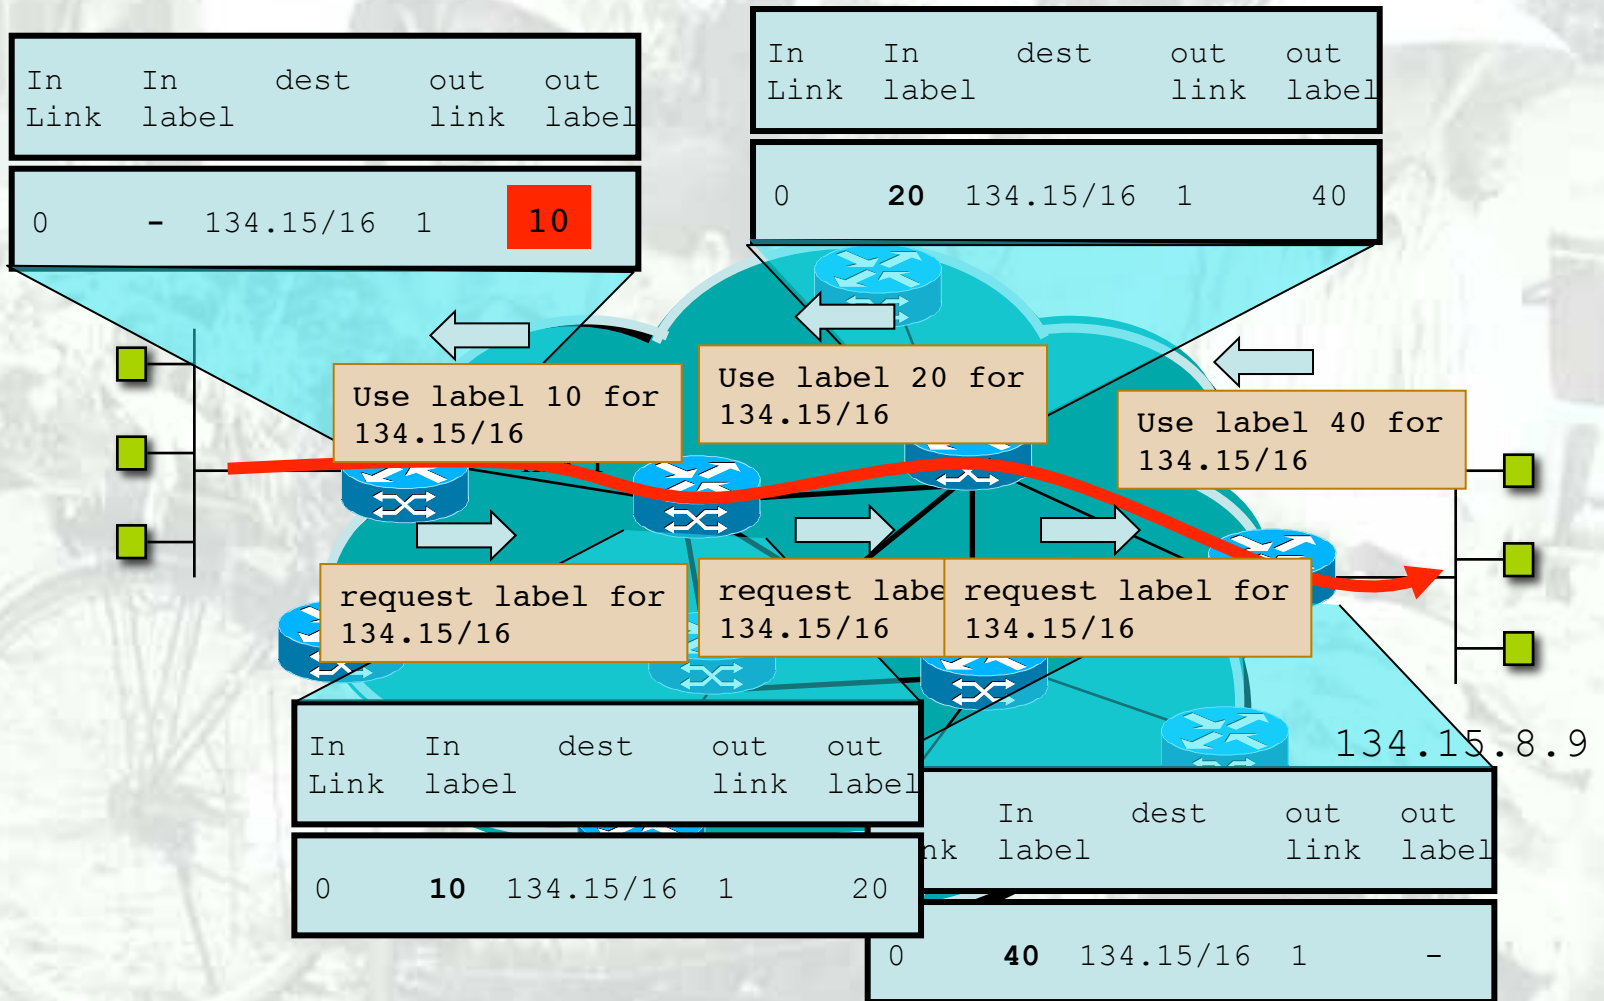 In In dest out out
Link label link label
0 - 134.15/16 1 10
In In dest out out
Link label link label
0 20 134.15/16 1 40
Use label 10 for
134.15/16
Use label 20 for
134.15/16
Use label 40 for
134.15/16
request label for
134.15/16
request labe
134.15/16
request label for
134.15/16
134.15.8.9
In In dest out out
Link label link label
0 10 134.15/16 1 20
In dest out out
nk label link label
0 40 134.15/16 1 -